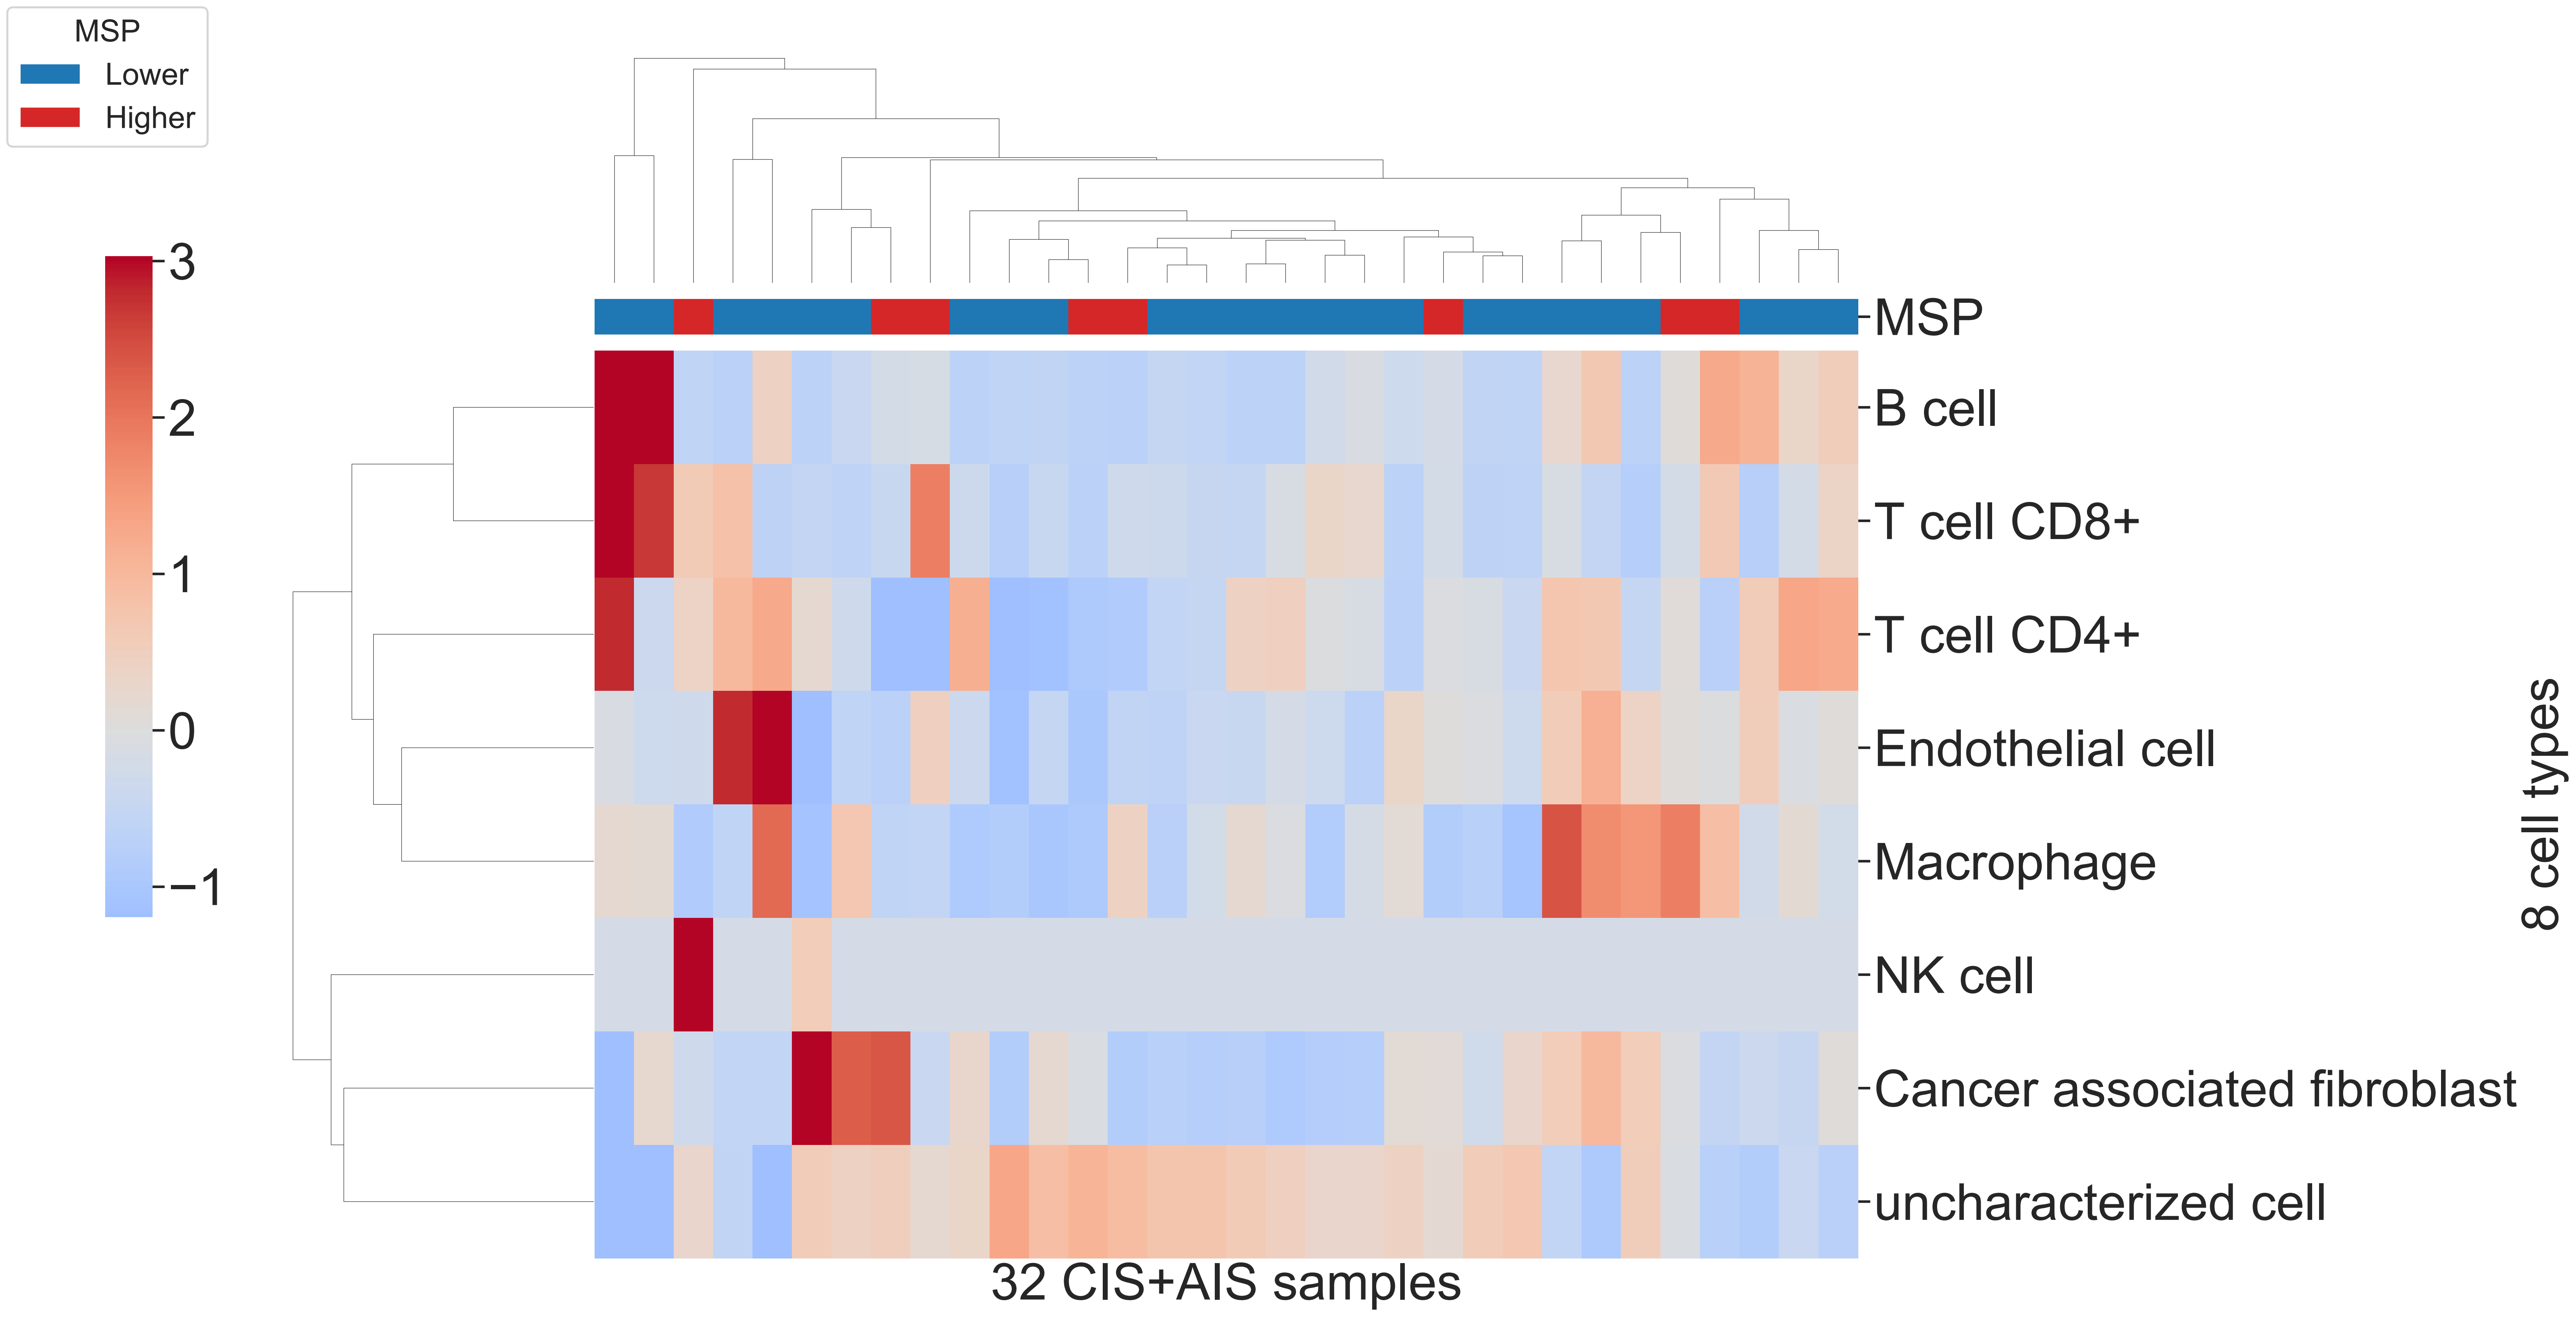 MSP
Lower
Higher
3
2
1
0
−1
MSP
B cell
T cell CD8+
T cell CD4+
Endothelial cell
Macrophage
NK cell
Cancer associated fibroblast
uncharacterized cell
8 cell types
32 CIS+AIS samples